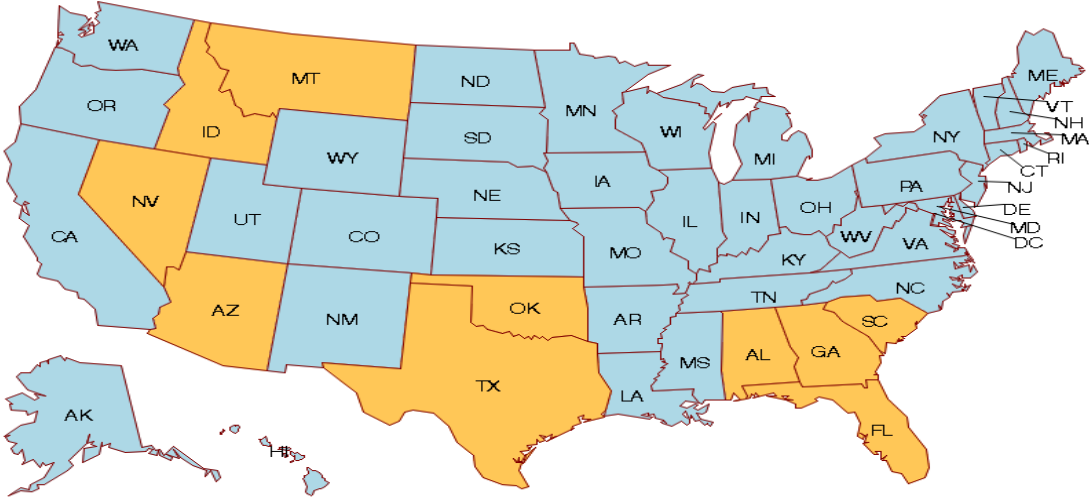 WA
MT
ND
MN
ME
OR
ID
SD
WI
VT
NH
NY
MA
WY
MI
RI
CT
IA
PA
NJ
NE
NV
UT
OH
DE
IL
IN
MD
CA
CO
WV
VA
DC
KS
MO
KY
NC
TN
OK
AZ
NM
AR
SC
GA
AL
MS
TX
LA
AK
FL
HI